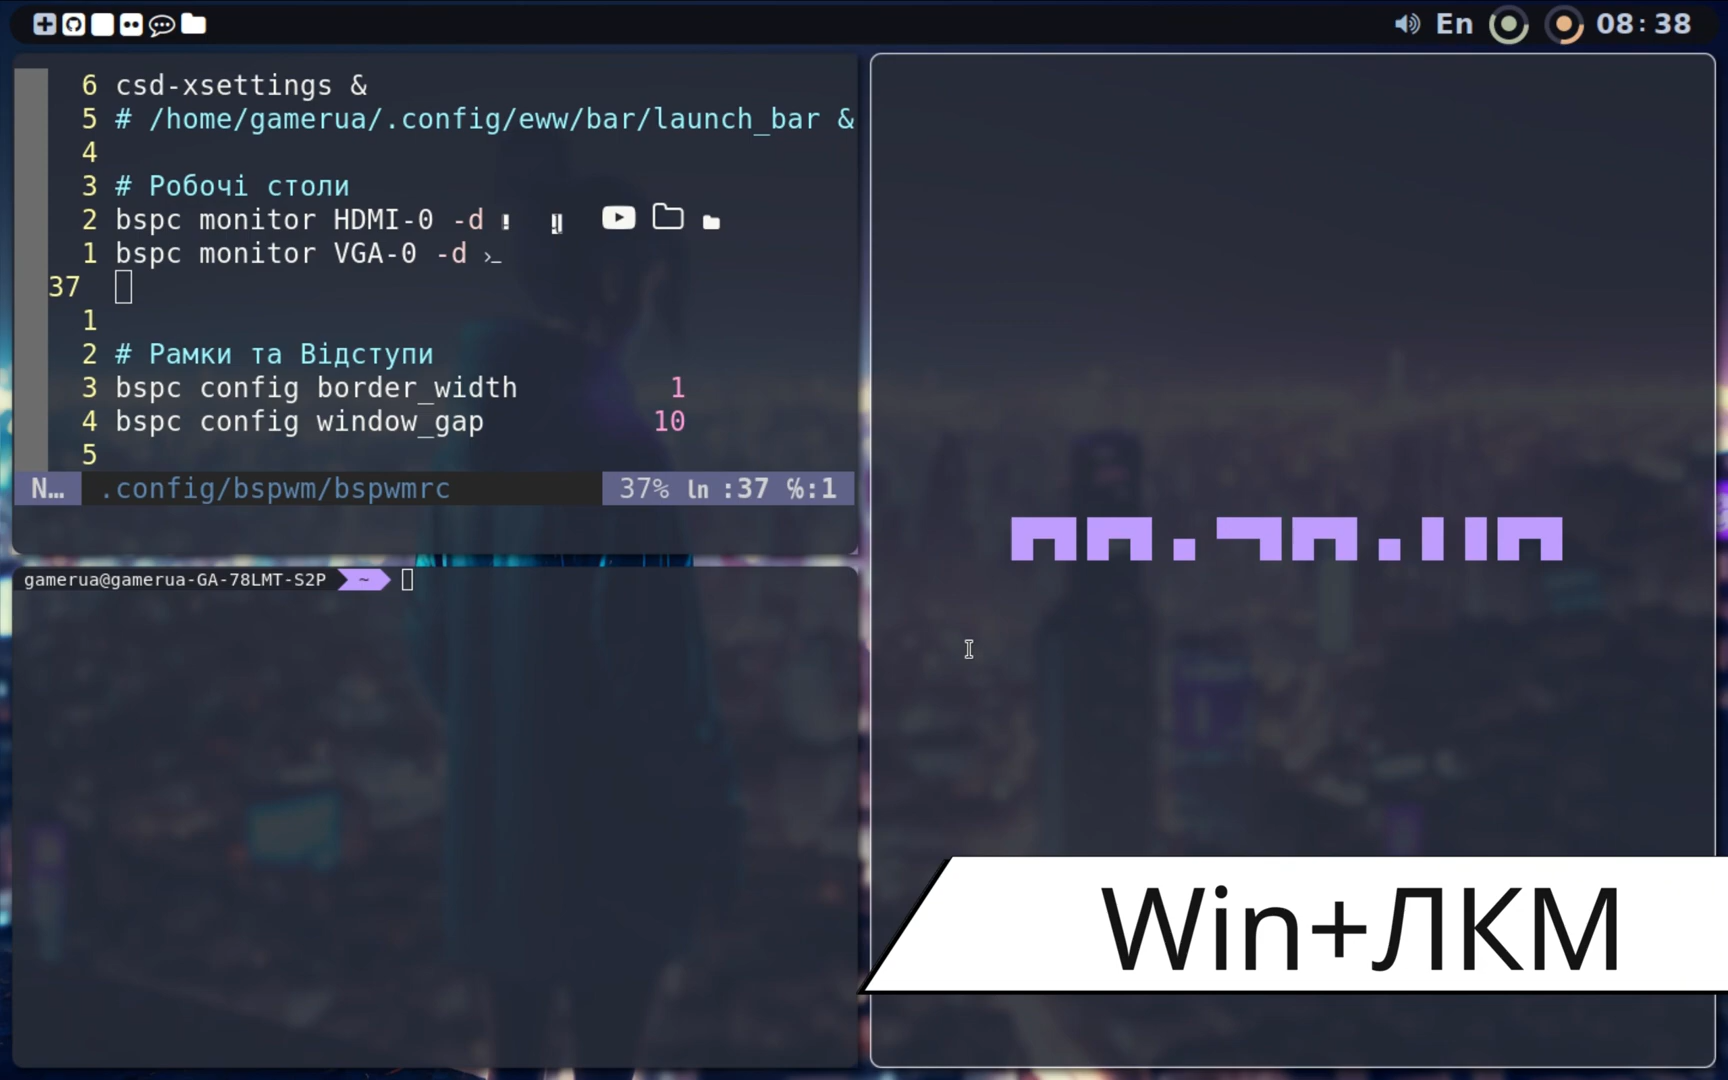 En 08:38
6 csd-xsettings &
5 # /home/gamerua/.config/eww/bar/launch_bar &
4
3 # Робочі столи
2 bspc monitor HDMI-0 -d
1 bspc monitor VGA-0 -d >_
37
1
2 # Рамки та Відступи
3 bspc config border_width 1
4 bspc config window_gap 10
5
N… .config/bspwm/bspwmrc 37% ln :37 ℅:1
gamerua@gamerua-GA-78LMT-S2P ~
Win+ЛКМ